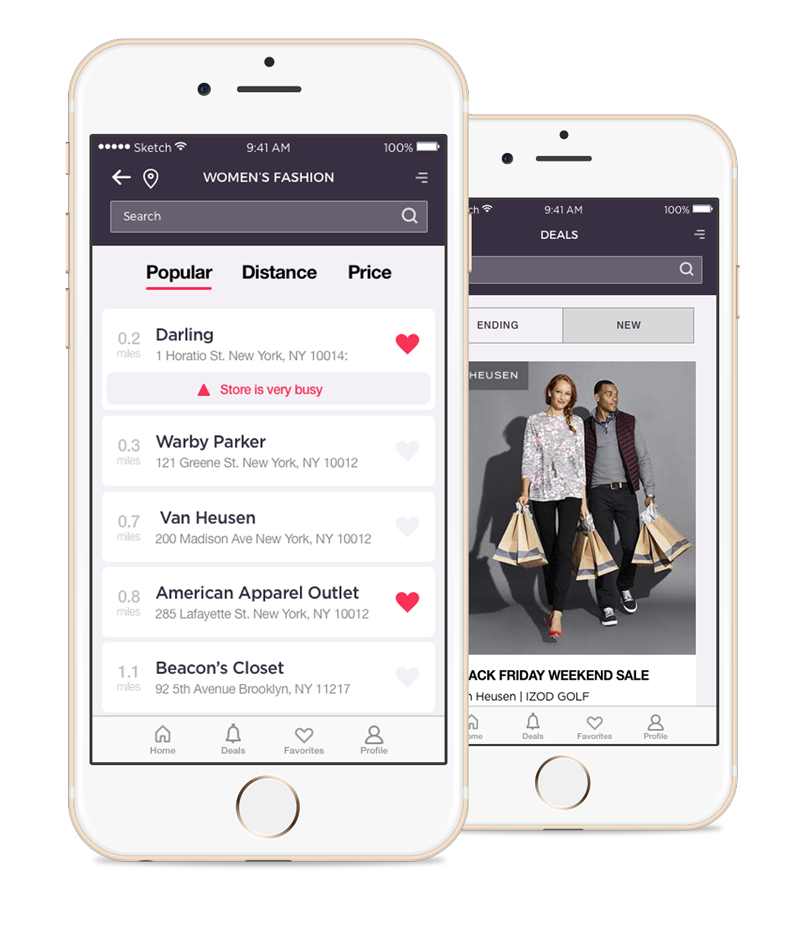 Sketch 9:41 AM 100%
WOMEN'S FASHION
Search
Popular Distance Price
0.2 miles
Darling
1 Horatio St. New York, NY 10014:
Store is very busy
0.3 miles
Warby Parker
121 Greene St. New York, NY 10012
0.7 miles
Van Heusen
200 Madison Ave New York, NY 10012
0.8 miles
American Apparel Outlet
285 Lafayette St. New York, NY 10012
1.1 miles
Beacon's Closet
92 5th Avenue Brooklyn, NY 11217
Home Deals Favorites Profile
ch 9:41 AM 100%
DEALS
ENDING NEW
HEUSEN
ACK FRIDAY WEEKEND SALE
n Heusen | IZOD GOLF
ome Deals Favorites Profile